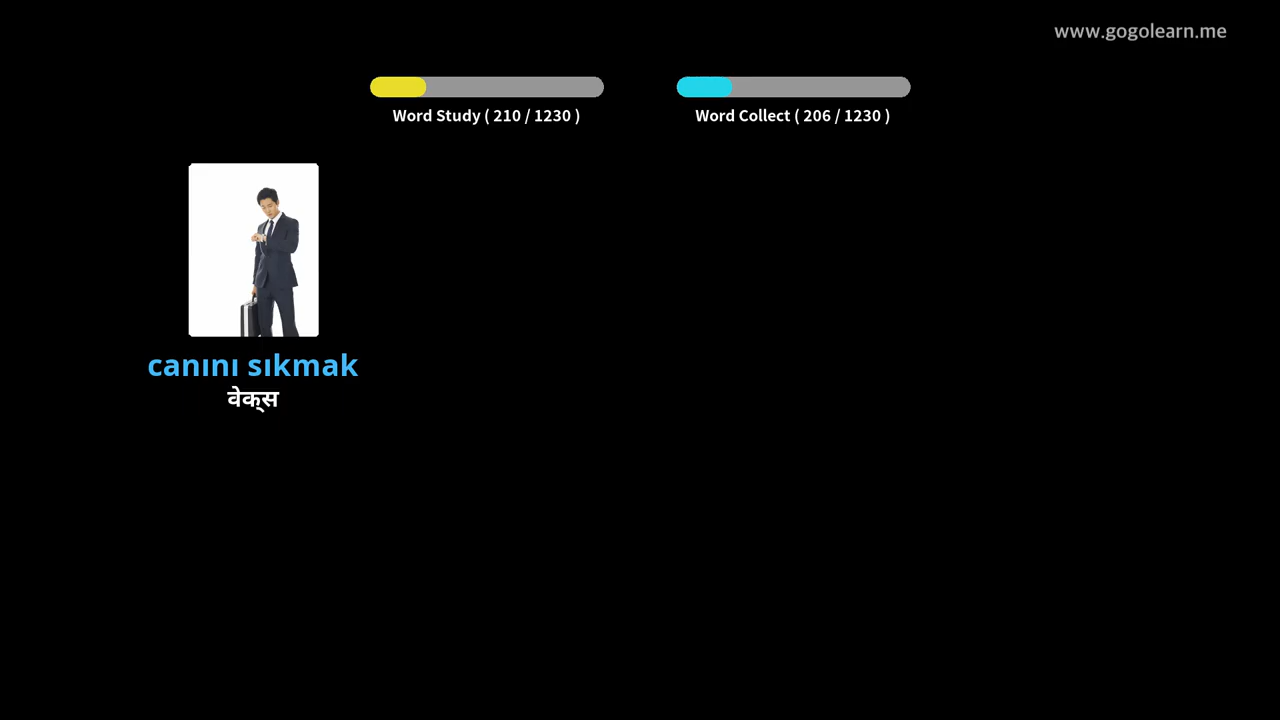 www.gogolearn.me
Word Study ( 210 / 1230 )
Word Collect ( 206 / 1230 )
canını sıkmak
वेक्स